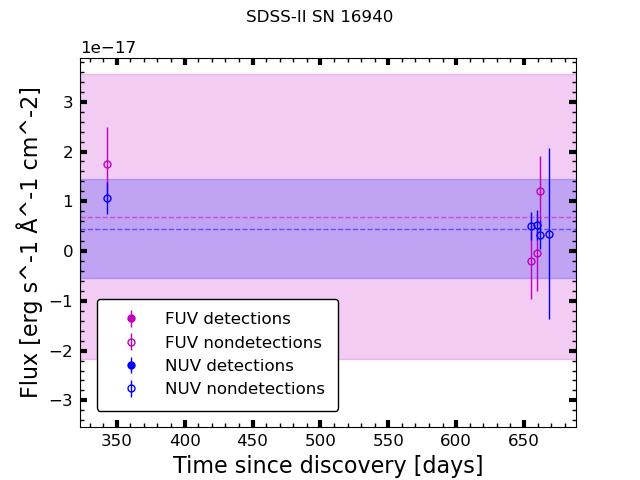 SDSS-II SN 16940
1e−17
3
2
1
0
−1
−2
−3
Flux [erg s^-1 Å^-1 cm^-2]
FUV detections
FUV nondetections
NUV detections
NUV nondetections
350 400 450 500 550 600 650
Time since discovery [days]